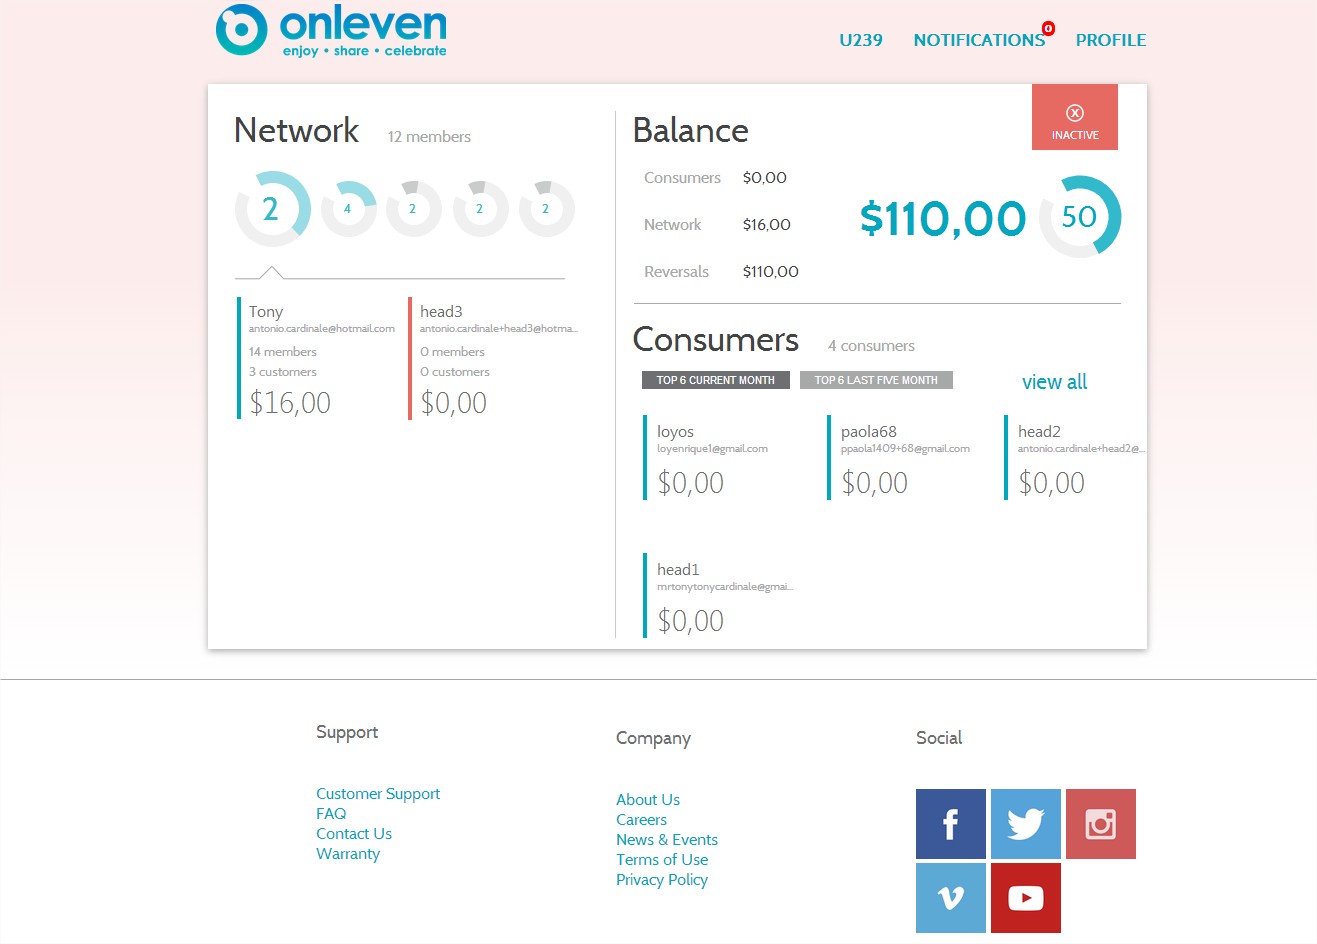 onleven
enjoy • share • celebrate
U239 NOTIFICATIONS 0 PROFILE
Network 12 members
2 4 2 2 2
Tony
antonio.cardinale@hotmail.com
14 members
3 customers
$16,00
head3
antonio.cardinale+head3@hotma...
0 members
0 customers
$0,00
Balance
INACTIVE
Consumers $0,00
Network $16,00
Reversals $110,00
$110,00 50
Consumers 4 consumers
TOP 6 CURRENT MONTH TOP 6 LAST FIVE MONTH view all
loyos
loyenrique1@gmail.com
$0,00
paola68
ppaola1409+68@gmail.com
$0,00
head2
antonio.cardinale+head2@...
$0,00
head1
mrtonytonycardinale@gmai...
$0,00
Support
Customer Support
FAQ
Contact Us
Warranty
Company
About Us
Careers
News & Events
Terms of Use
Privacy Policy
Social